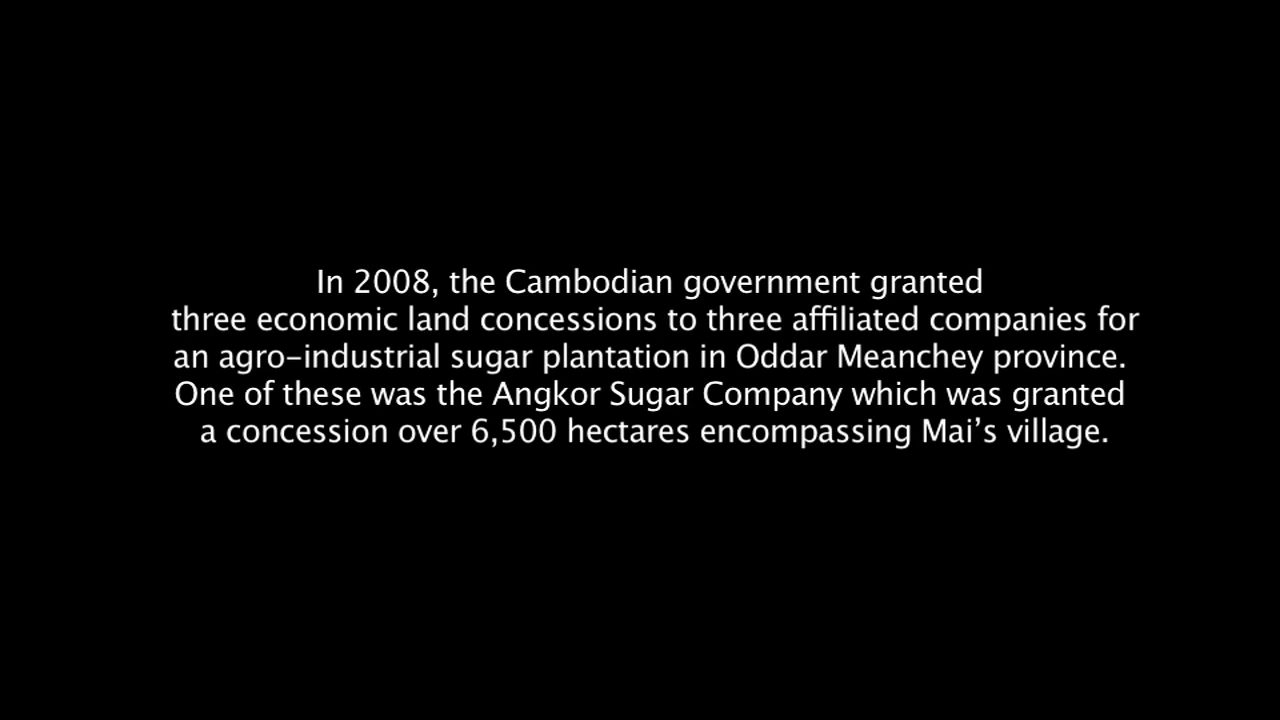 In 2008, the Cambodian government granted
three economic land concessions to three affiliated companies for
an agro-industrial sugar plantation in Oddar Meanchey province.
One of these was the Angkor Sugar Company which was granted
a concession over 6,500 hectares encompassing Mai’s village.